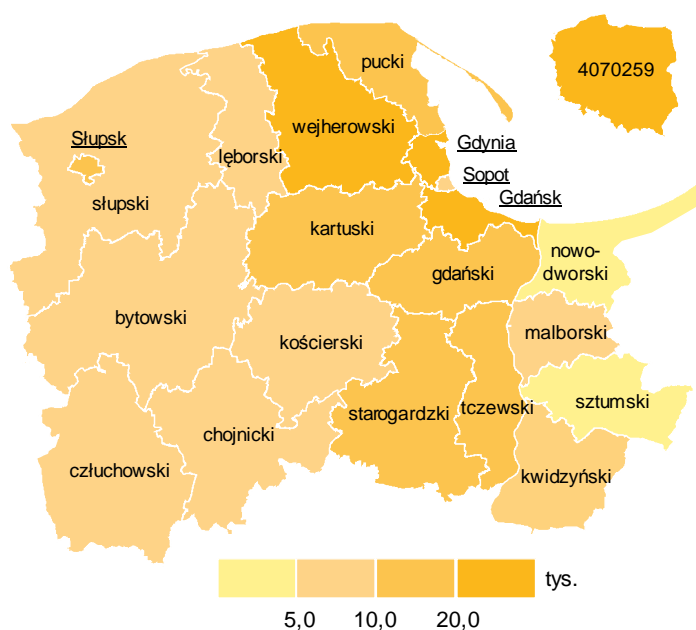 pucki
4070259
wejherowski
Gdynia
Słupsk
lęborski
Sopot
Gdańsk
słupski
kartuski
nowo-
dworski
gdański
bytowski
kościerski
malborski
sztumski
starogardzki
tczewski
chojnicki
człuchowski
kwidzyński
tys.
5,0 10,0 20,0